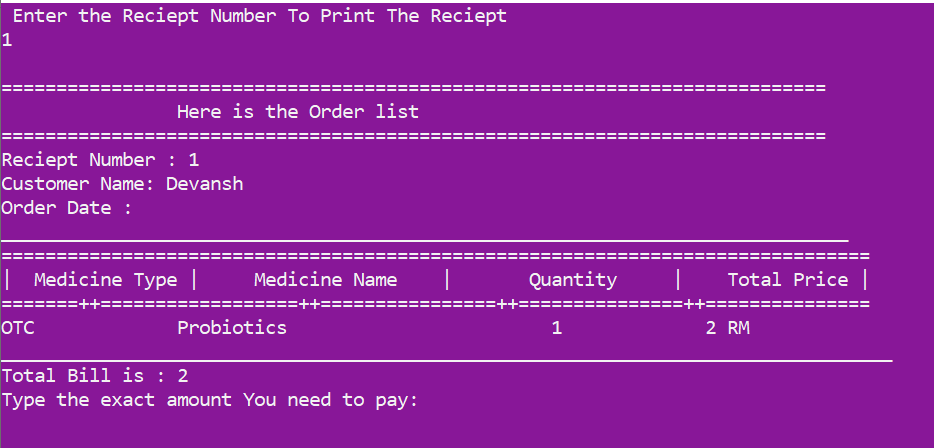 Enter the Reciept Number To Print The Reciept
1
===========================================================================
Here is the Order list
===========================================================================
Reciept Number : 1
Customer Name: Devansh
Order Date :
_____________________________________________________________________________
===============================================================================
| Medicine Type | Medicine Name | Quantity | Total Price |
=======++==================++================++===============++===============
OTC Probiotics 1 2 RM
_________________________________________________________________________________
Total Bill is : 2
Type the exact amount You need to pay: